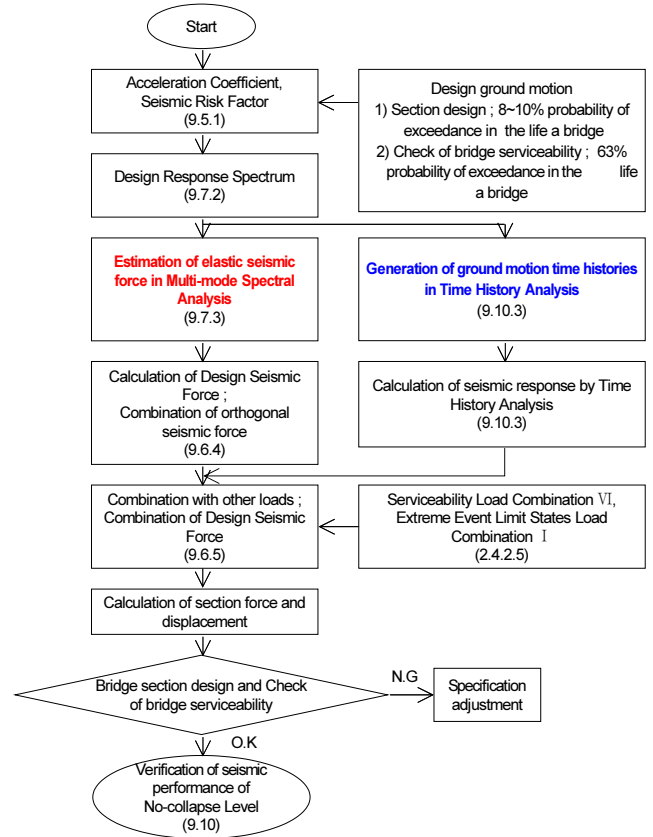 Start
Acceleration Coefficient,
Seismic Risk Factor
(9.5.1)
Design ground motion
1) Section design ; 8~10% probability of
exceedance in the life a bridge
2) Check of bridge serviceability ; 63%
probability of exceedance in the life
a bridge
Design Response Spectrum
(9.7.2)
Estimation of elastic seismic
force in Multi-mode Spectral
Analysis
(9.7.3)
Generation of ground motion time histories
in Time History Analysis
(9.10.3)
Calculation of Design Seismic
Force ;
Combination of orthogonal
seismic force
(9.6.4)
Calculation of seismic response by Time
History Analysis
(9.10.3)
Combination with other loads ;
Combination of Design Seismic
Force
(9.6.5)
Serviceability Load Combination Ⅵ,
Extreme Event Limit States Load
Combination Ⅰ
(2.4.2.5)
Calculation of section force and
displacement
Bridge section design and Check
of bridge serviceability
N.G
Specification
adjustment
O.K
Verification of seismic
performance of
No-collapse Level
(9.10)